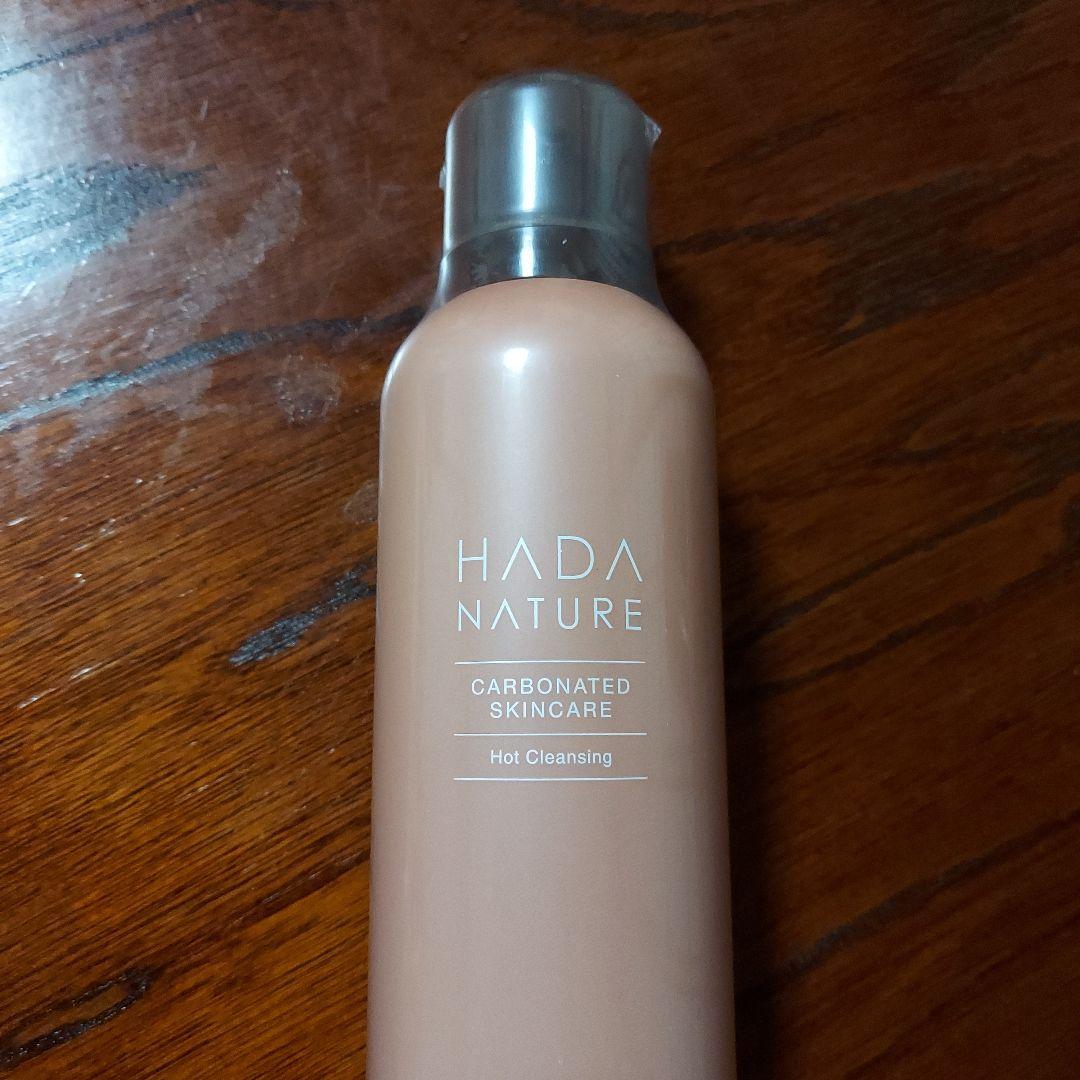 HADA
NATURE
CARBONATED
SKINCARE
Hot Cleansing